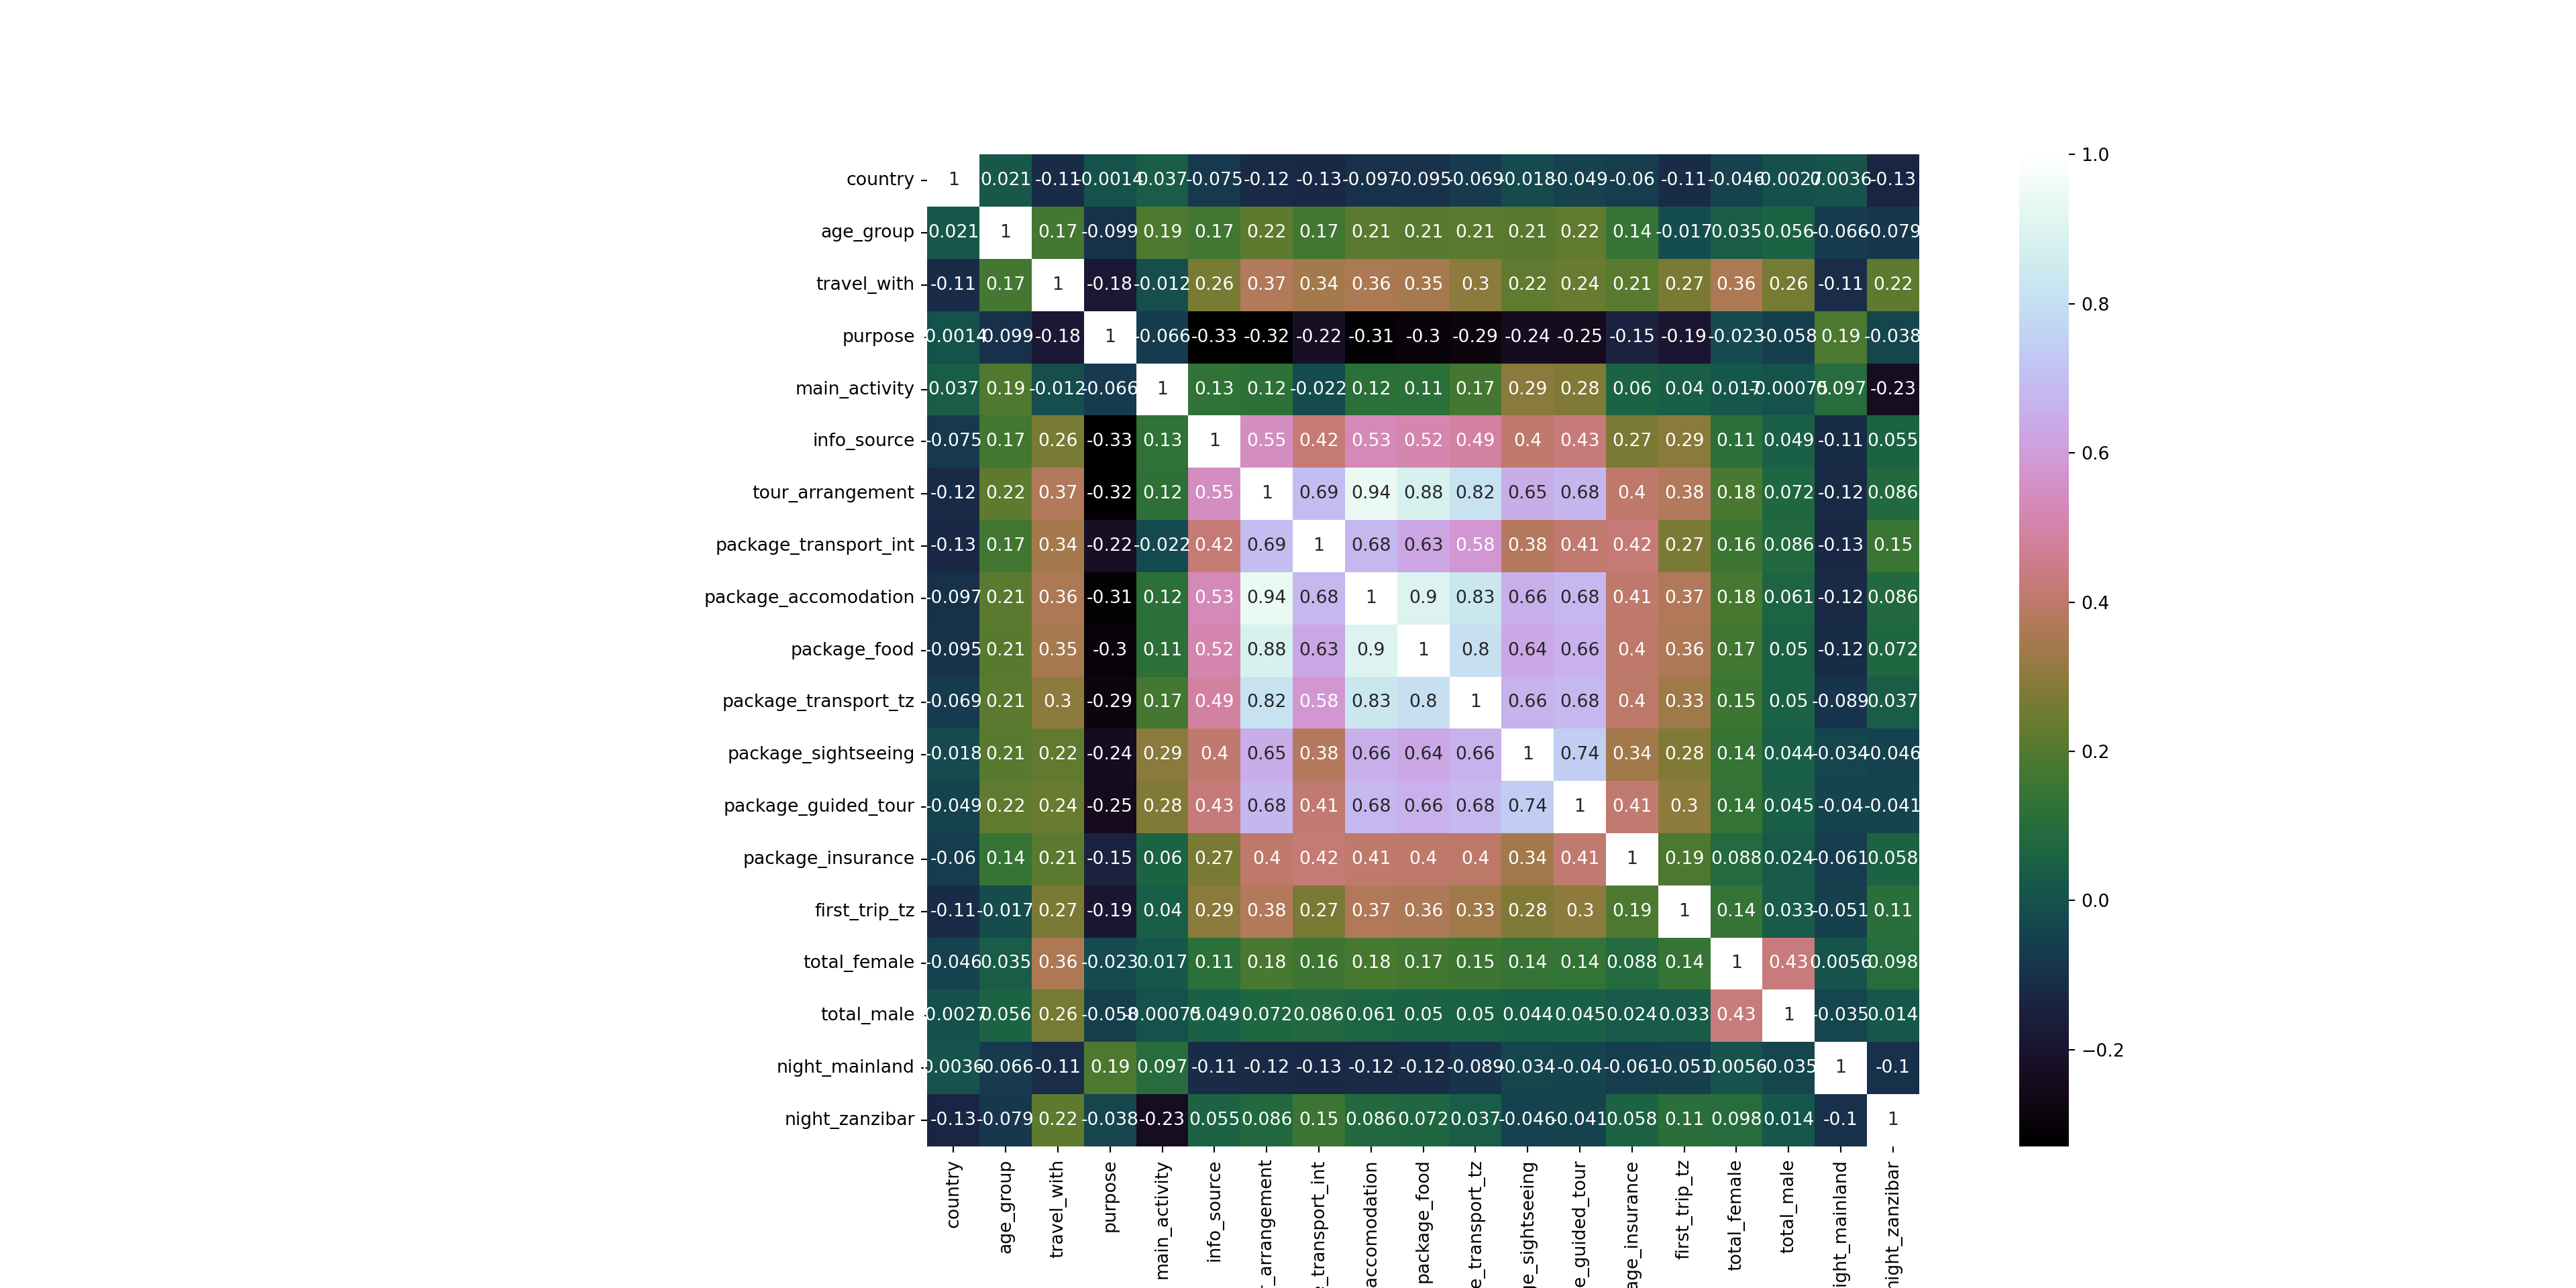 country 1 0.021 -0.11 -0.0014 0.037 -0.075 -0.12 -0.13 -0.097 -0.095 -0.069 -0.018 -0.049 -0.06 -0.11 -0.046 0.0027 0.0036 -0.13
age_group 0.021 1 0.17 -0.099 0.19 0.17 0.22 0.17 0.21 0.21 0.21 0.21 0.22 0.14 -0.017 0.035 0.056 -0.066 -0.079
travel_with -0.11 0.17 1 -0.18 -0.012 0.26 0.37 0.34 0.36 0.35 0.3 0.22 0.24 0.21 0.27 0.36 0.26 -0.11 0.22
purpose -0.0014 -0.099 -0.18 1 -0.066 -0.33 -0.32 -0.22 -0.31 -0.3 -0.29 -0.24 -0.25 -0.15 -0.19 -0.023 -0.058 0.19 -0.038
main_activity 0.037 0.19 -0.012 -0.066 1 0.13 0.12 -0.022 0.12 0.11 0.17 0.29 0.28 0.06 0.04 0.017 -0.00075 0.097 -0.23
info_source -0.075 0.17 0.26 -0.33 0.13 1 0.55 0.42 0.53 0.52 0.49 0.4 0.43 0.27 0.29 0.11 0.049 -0.11 0.055
tour_arrangement -0.12 0.22 0.37 -0.32 0.12 0.55 1 0.69 0.94 0.88 0.82 0.65 0.68 0.4 0.38 0.18 0.072 -0.12 0.086
package_transport_int -0.13 0.17 0.34 -0.22 -0.022 0.42 0.69 1 0.68 0.63 0.58 0.38 0.41 0.42 0.27 0.16 0.086 -0.13 0.15
package_accomodation -0.097 0.21 0.36 -0.31 0.12 0.53 0.94 0.68 1 0.9 0.83 0.66 0.68 0.41 0.37 0.18 0.061 -0.12 0.086
package_food -0.095 0.21 0.35 -0.3 0.11 0.52 0.88 0.63 0.9 1 0.8 0.64 0.66 0.4 0.36 0.17 0.05 -0.12 0.072
package_transport_tz -0.069 0.21 0.3 -0.29 0.17 0.49 0.82 0.58 0.83 0.8 1 0.66 0.68 0.4 0.33 0.15 0.05 -0.089 0.037
package_sightseeing -0.018 0.21 0.22 -0.24 0.29 0.4 0.65 0.38 0.66 0.64 0.66 1 0.74 0.34 0.28 0.14 0.044 -0.034 -0.046
package_guided_tour -0.049 0.22 0.24 -0.25 0.28 0.43 0.68 0.41 0.68 0.66 0.68 0.74 1 0.41 0.3 0.14 0.045 -0.04 -0.041
package_insurance -0.06 0.14 0.21 -0.15 0.06 0.27 0.4 0.42 0.41 0.4 0.4 0.34 0.41 1 0.19 0.088 0.024 -0.061 0.058
first_trip_tz -0.11 -0.017 0.27 -0.19 0.04 0.29 0.38 0.27 0.37 0.36 0.33 0.28 0.3 0.19 1 0.14 0.033 -0.051 0.11
total_female -0.046 0.035 0.36 -0.023 0.017 0.11 0.18 0.16 0.18 0.17 0.15 0.14 0.14 0.088 0.14 1 0.43 0.0056 0.098
total_male 0.0027 0.056 0.26 -0.058 -0.00075 0.049 0.072 0.086 0.061 0.05 0.05 0.044 0.045 0.024 0.033 0.43 1 -0.035 0.014
night_mainland 0.0036 -0.066 -0.11 0.19 0.097 -0.11 -0.12 -0.13 -0.12 -0.12 -0.089 -0.034 -0.04 -0.061 -0.051 0.0056 -0.035 1 -0.1
night_zanzibar -0.13 -0.079 0.22 -0.038 -0.23 0.055 0.086 0.15 0.086 0.072 0.037 -0.046 -0.041 0.058 0.11 0.098 0.014 -0.1 1
country
age_group
travel_with
purpose
main_activity
info_source
_arrangement
_transport_int
accomodation
package_food
e_transport_tz
ge_sightseeing
e_guided_tour
age_insurance
first_trip_tz
total_female
total_male
ight_mainland
night_zanzibar
1.0
0.8
0.6
0.4
0.2
0.0
−0.2